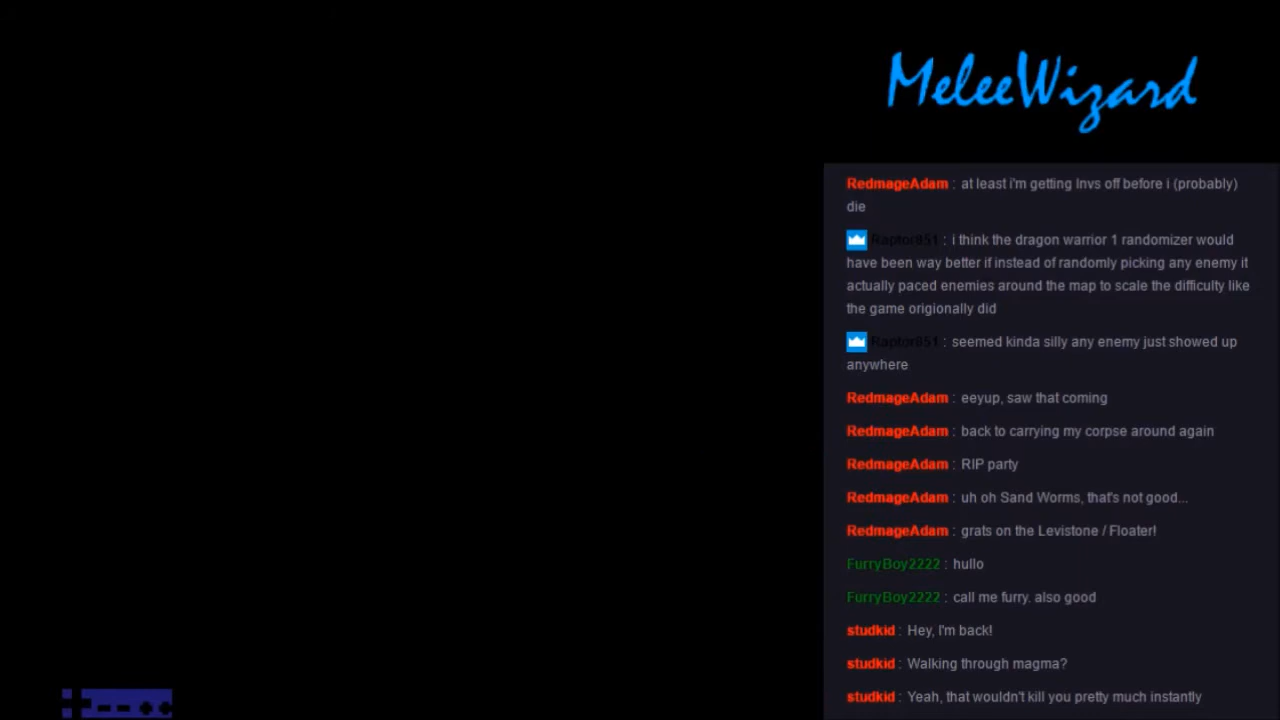 MeleeWizard
RedmageAdam : at least i'm getting Invs off before i (probably)
die
Raptor851 : i think the dragon warrior 1 randomizer would
have been way better if instead of randomly picking any enemy it
actually paced enemies around the map to scale the difficulty like
the game origionally did
Raptor851 : seemed kinda silly any enemy just showed up
anywhere
RedmageAdam : eeyup, saw that coming
RedmageAdam : back to carrying my corpse around again
RedmageAdam : RIP party
RedmageAdam : uh oh Sand Worms, that's not good...
RedmageAdam : grats on the Levistone / Floater!
FurryBoy2222 : hullo
FurryBoy2222 : call me furry. also good
studkid : Hey, I'm back!
studkid : Walking through magma?
studkid : Yeah, that wouldn't kill you pretty much instantly